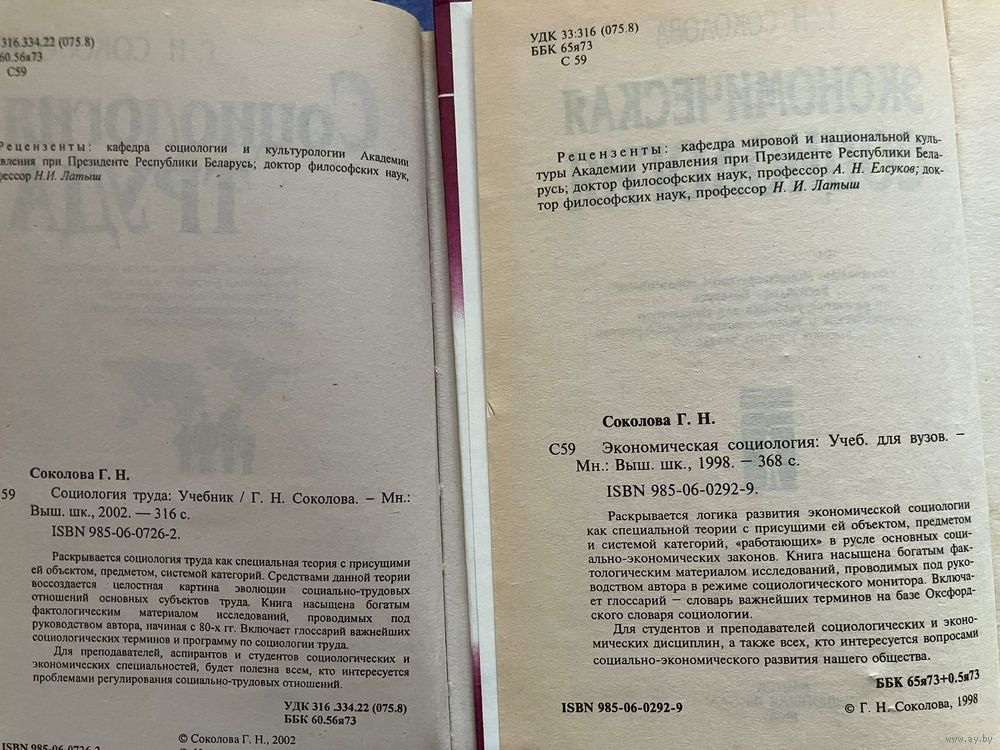 316.334.22 (075.8)
60.56я73
С59
Рецензенты: кафедра социологии и культурологии Академии
вления при Президенте Республики Беларусь; доктор философских наук,
фессор Н.И. Латыш
Соколова Г. Н.
59 Социология труда: Учебник / Г. Н. Соколова. – Мн.:
Выш. шк., 2002. — 316 с.
ISBN 985-06-0726-2.
Раскрывается социология труда как специальная теория с присущими
ей объектом, предметом, системой категорий. Средствами данной теории
воссоздается целостная картина эволюции социально-трудовых
отношений основных субъектов труда. Книга насыщена богатым
фактологическим материалом исследований, проводимых под
руководством автора, начиная с 80-х гг. Включает глоссарий важнейших
социологических терминов и программу по социологии труда.
Для преподавателей, аспирантов и студентов социологических и
экономических специальностей, будет полезна всем, кто интересуется
проблемами регулирования социально-трудовых отношений.
УДК 316 .334.22 (075.8)
ББК 60.56я73
© Соколова Г. Н., 2002
ISBN 985-06-0726-2
УДК 33:316 (075.8)
ББК 65я73
С 59
Рецензенты: кафедра мировой и национальной куль-
туры Академии управления при Президенте Республики Бела-
русь; доктор философских наук, профессор А. Н. Елсуков; док-
тор философских наук, профессор Н. И. Латыш
Соколова Г. Н.
С59 Экономическая социология: Учеб. для вузов. –
Мн.: Выш. шк., 1998. – 368 с.
ISBN 985-06-0292-9.
Раскрывается логика развития экономической социологии
как специальной теории с присущими ей объектом, предметом
и системой категорий, «работающих» в русле основных соци-
ально-экономических законов. Книга насыщена богатым фак-
тологическим материалом исследований, проводимых под руко-
водством автора в режиме социологического монитора. Включа-
ет глоссарий – словарь важнейших терминов на базе Оксфорд-
ского словаря социологии.
Для студентов и преподавателей социологических и эконо-
мических дисциплин, а также всех, кто интересуется вопросами
социально-экономического развития нашего общества.
ББК 65я73+0.5я73
ISBN 985-06-0292-9
© Г. Н. Соколова, 1998
www.ay.by